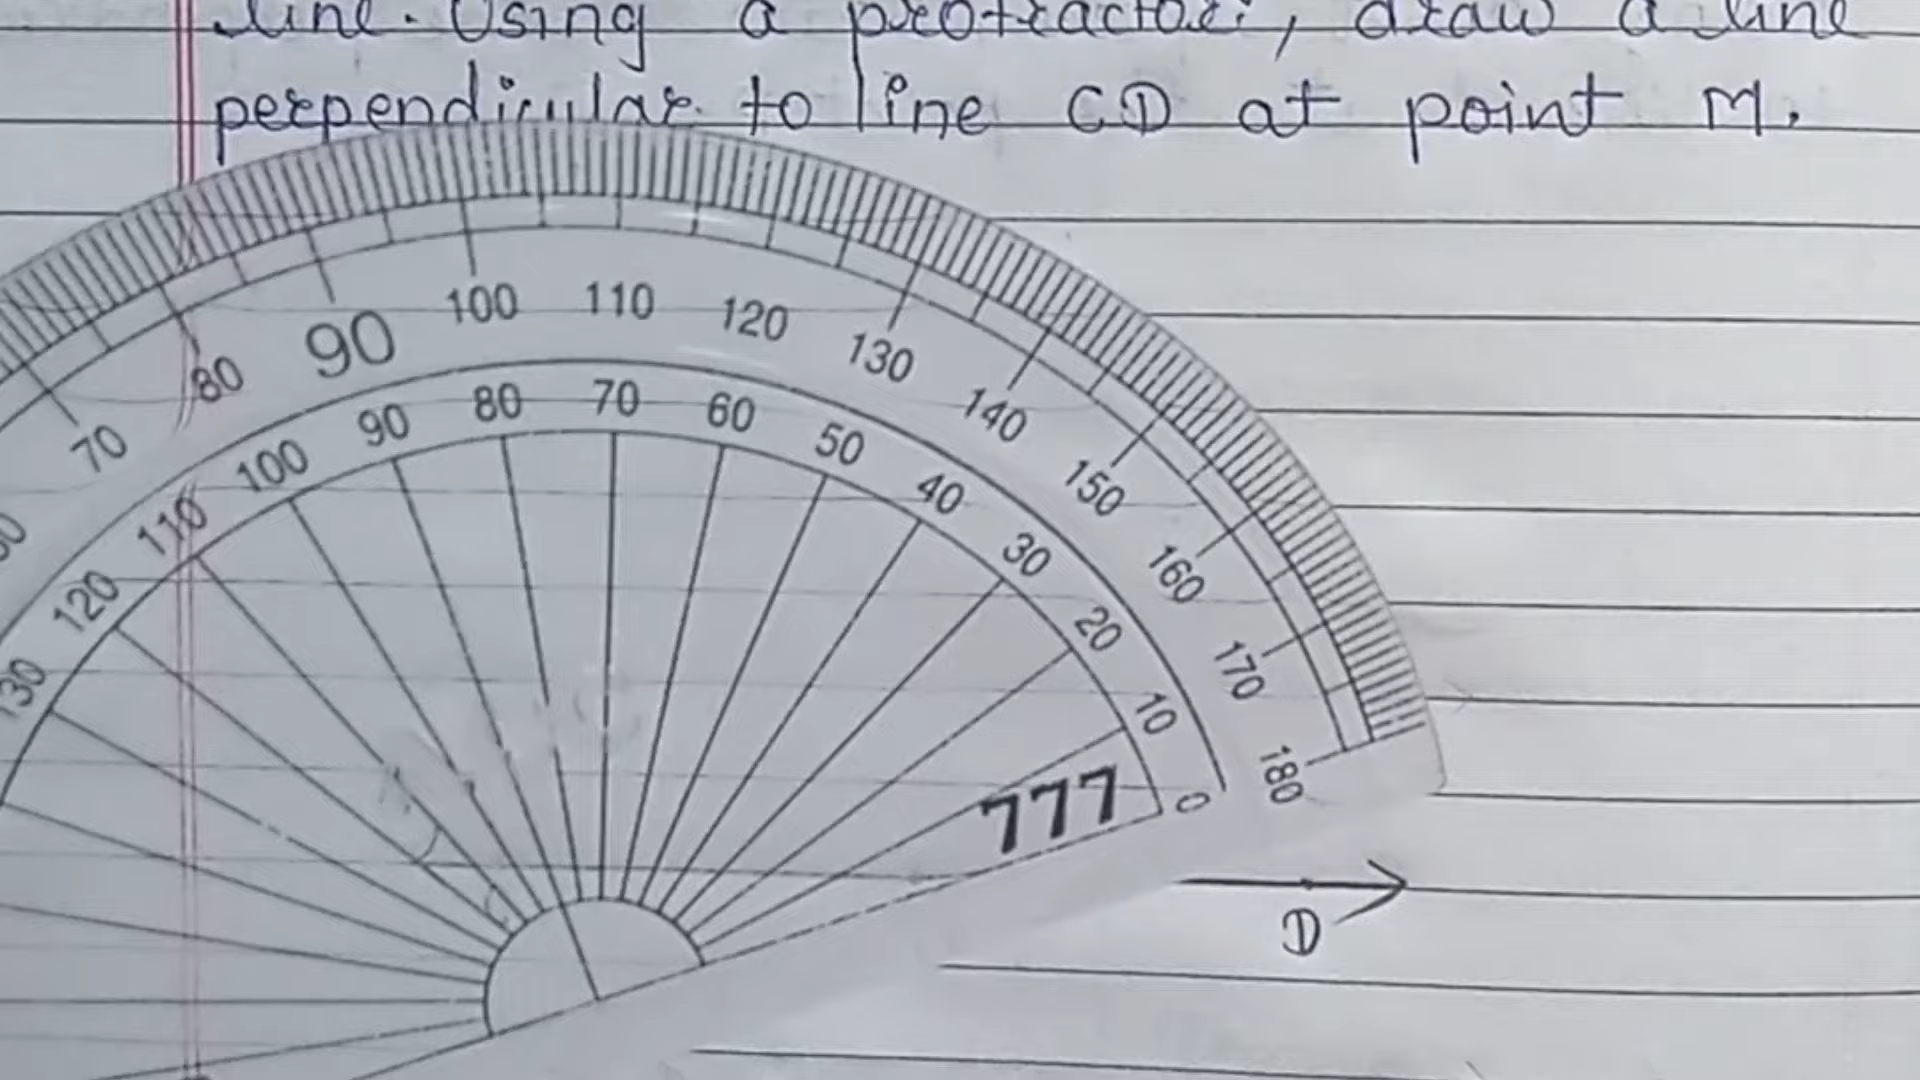 line. Using a protractor, draw a line
perpendicular to line CD at point M.
70 80 90 100 110 120 130 140 150 160 170 180
130 120 110 100 90 80 70 60 50 40 30 20 10 0
777
D